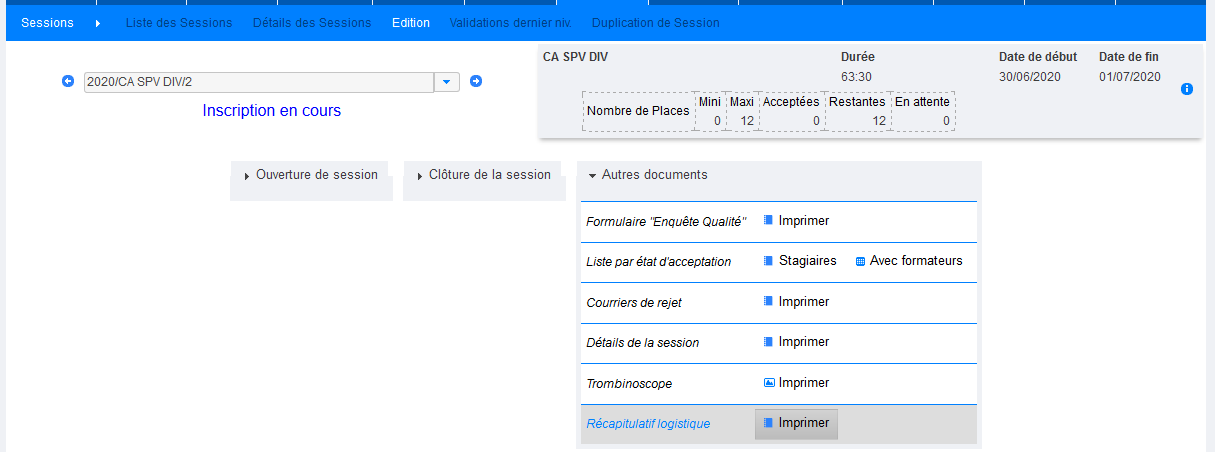 Sessions Liste des Sessions Détails des Sessions Edition Validations dernier niv. Duplication de Session
2020/CA SPV DIV/2
Inscription en cours
CA SPV DIV Durée Date de début Date de fin
63:30 30/06/2020 01/07/2020
Nombre de Places Mini Maxi Acceptées Restantes En attente
0 12 0 12 0
Ouverture de session Clôture de la session Autres documents
Formulaire "Enquête Qualité" Imprimer
Liste par état d'acceptation Stagiaires Avec formateurs
Courriers de rejet Imprimer
Détails de la session Imprimer
Trombinoscope Imprimer
Récapitulatif logistique Imprimer